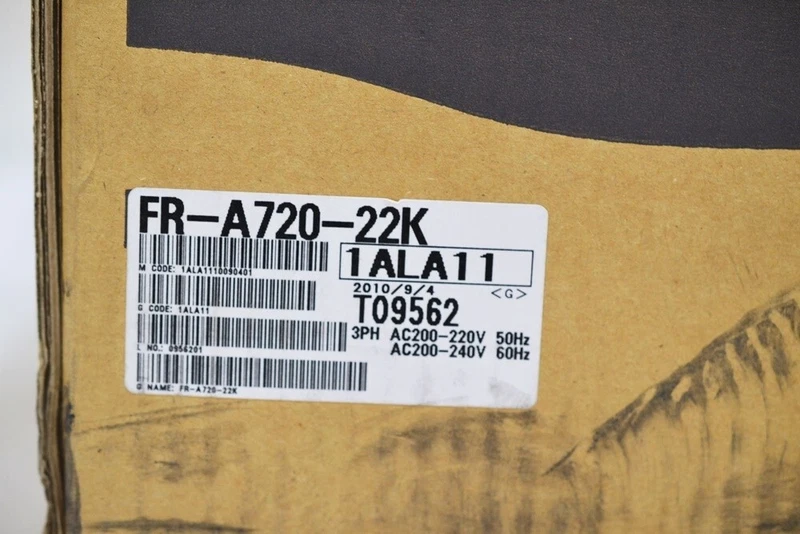 FR-A720-22K
1ALA11
M CODE: 1ALA1110090401
2010/9/4 <G>
G CODE: 1ALA11
T09562
3PH AC200-220V 50Hz
L NO.: 0956201
AC200-240V 60Hz
G NAME: FR-A720-22K